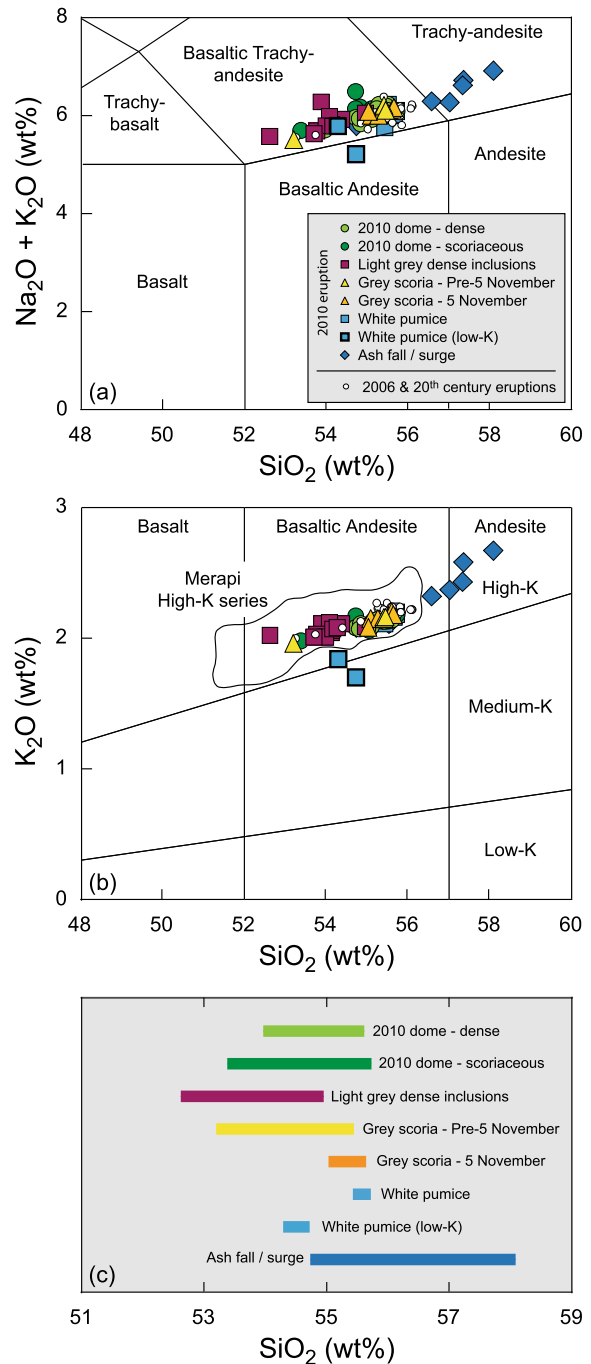 8
6
4
2
0
Na₂O + K₂O (wt%)
Trachy-andesite
Basaltic Trachy-
andesite
Trachy-
basalt
Andesite
Basaltic Andesite
Basalt
2010 eruption
2010 dome - dense
2010 dome - scoriaceous
Light grey dense inclusions
Grey scoria - Pre-5 November
Grey scoria - 5 November
White pumice
White pumice (low-K)
Ash fall / surge
2006 & 20th century eruptions
(a)
48 50 52 54 56 58 60
SiO₂ (wt%)
3
2
1
0
K₂O (wt%)
Basalt
Basaltic Andesite
Andesite
Merapi
High-K series
High-K
Medium-K
Low-K
(b)
48 50 52 54 56 58 60
SiO₂ (wt%)
2010 dome - dense
2010 dome - scoriaceous
Light grey dense inclusions
Grey scoria - Pre-5 November
Grey scoria - 5 November
White pumice
White pumice (low-K)
Ash fall / surge
(c)
51 53 55 57 59
SiO₂ (wt%)